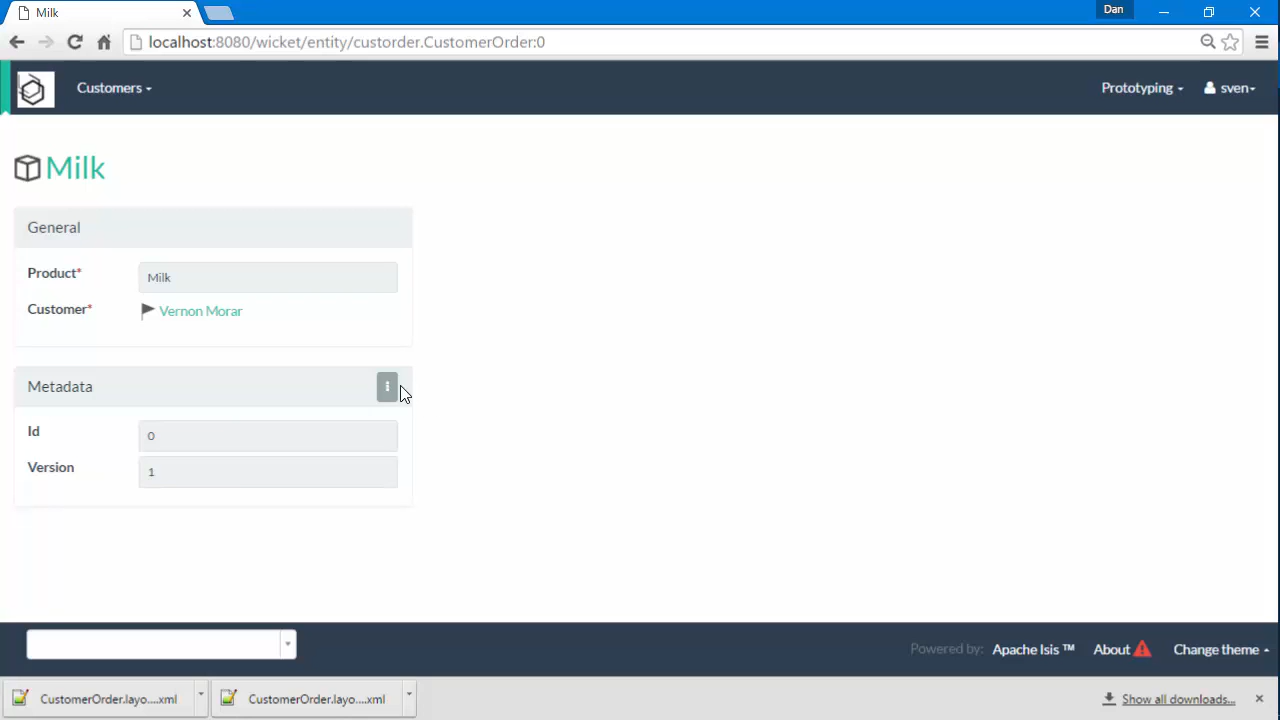 Milk
Dan
localhost:8080/wicket/entity/custorder.CustomerOrder:0
Customers
Prototyping
sven
Milk
General
Product*
Milk
Customer*
Vernon Morar
Metadata
Id
0
Version
1
Powered by: Apache Isis ™
About
Change theme
CustomerOrder.layo....xml
CustomerOrder.layo....xml
Show all downloads...